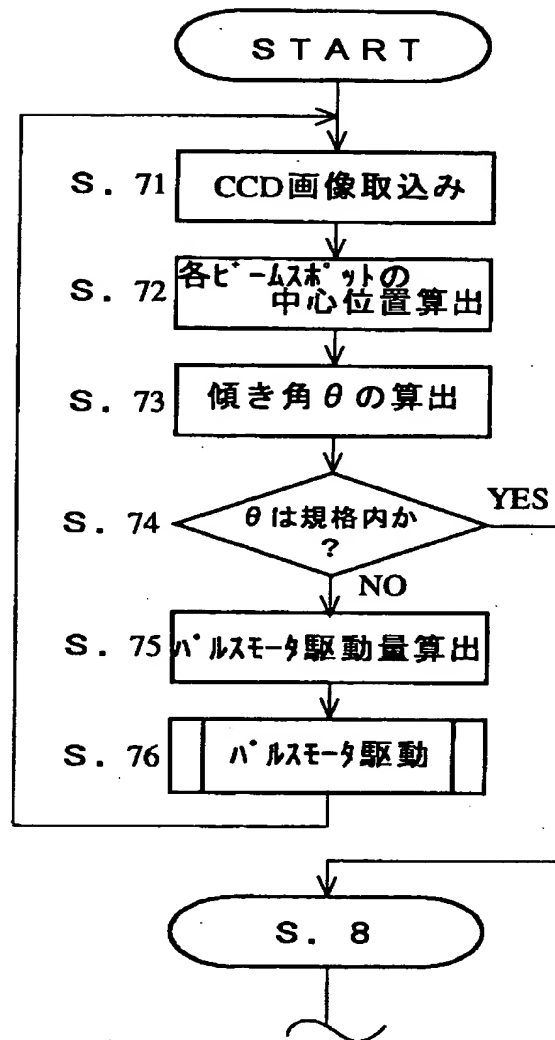 START
S. 71
CCD画像取込み
S. 72
各ビームスポットの
中心位置算出
S. 73
傾き角θの算出
S. 74
θは規格内か
?
YES
NO
S. 75
パルスモータ駆動量算出
S. 76
パルスモータ駆動
S. 8